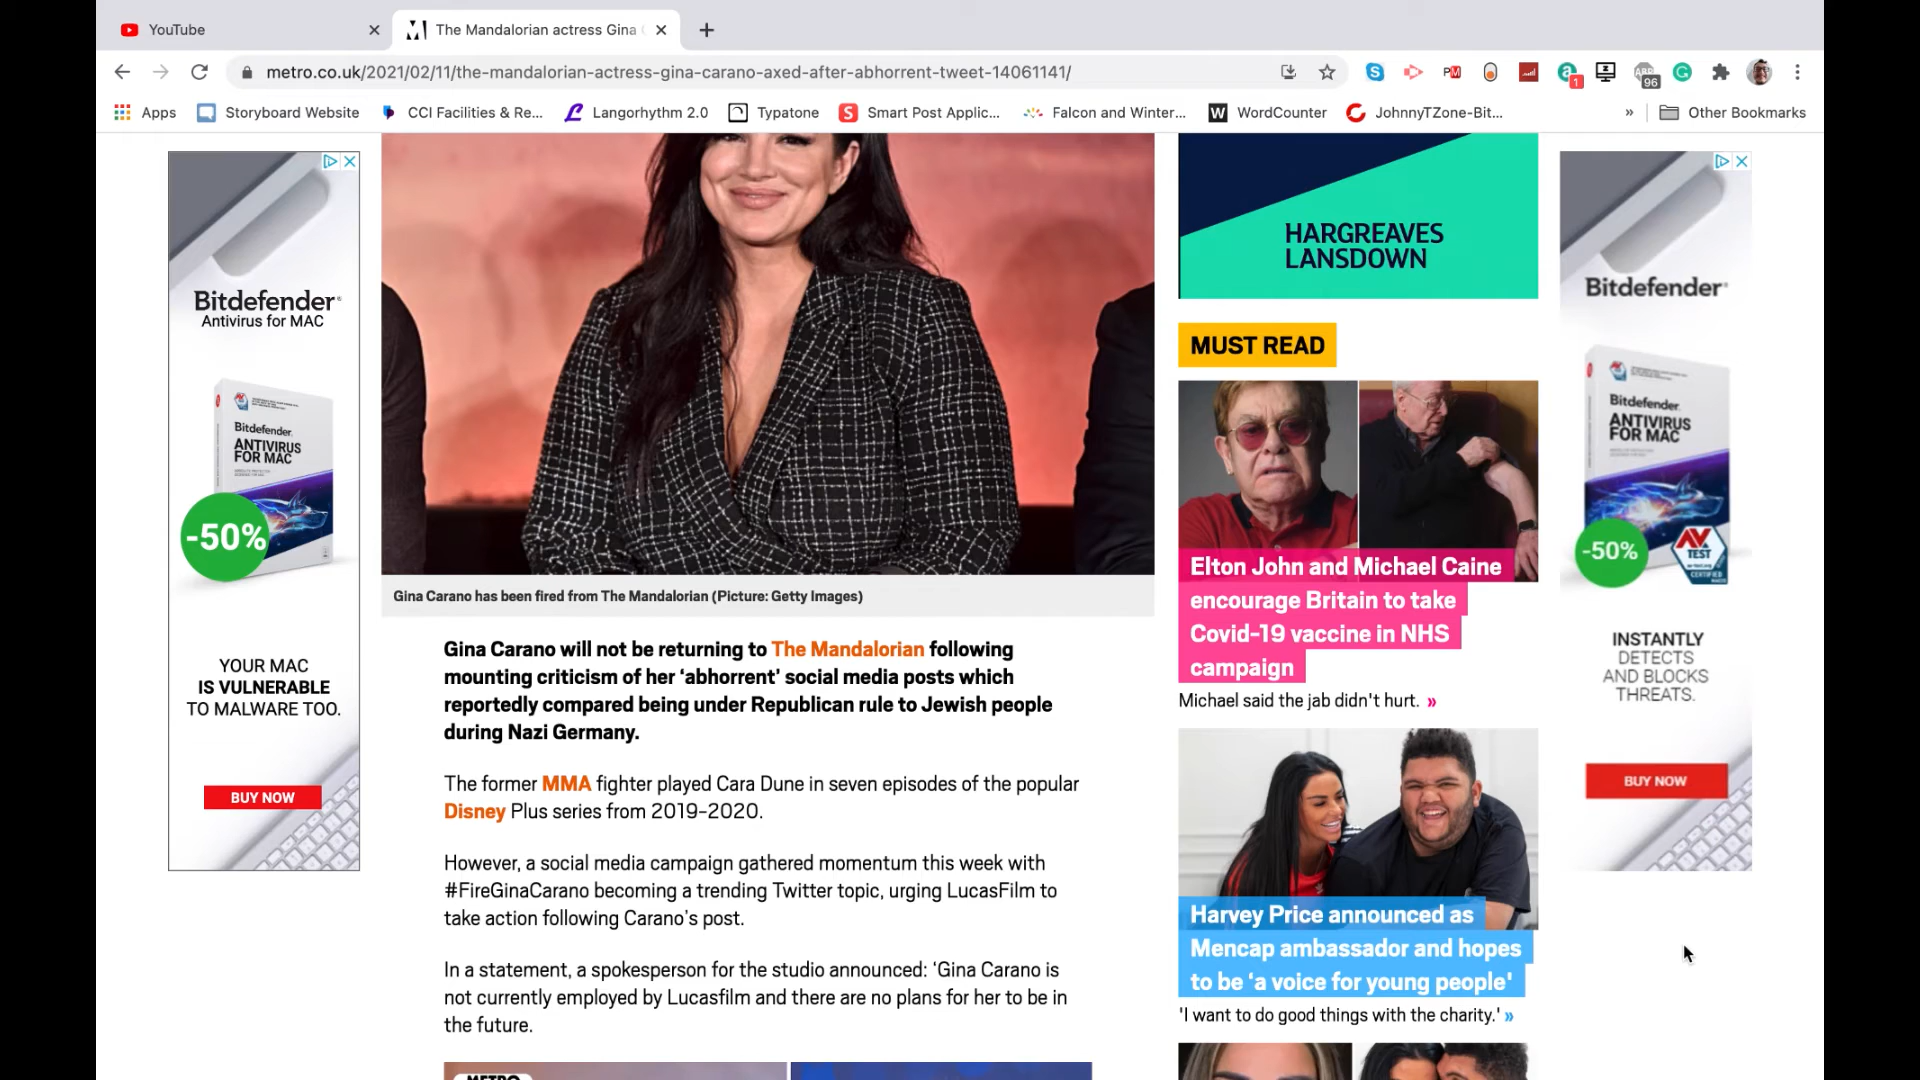 YouTube
The Mandalorian actress Gina
metro.co.uk/2021/02/11/the-mandalorian-actress-gina-carano-axed-after-abhorrent-tweet-14061141/
PM
1
ABP
96
Apps
Storyboard Website
CCI Facilities & Re...
Langorhythm 2.0
Typatone
S
Smart Post Applic...
Falcon and Winter...
W
WordCounter
JohnnyTZone-Bit...
»
Other Bookmarks
Bitdefender
Antivirus for MAC
Bitdefender
ANTIVIRUS
FOR MAC
-50%
YOUR MAC
IS VULNERABLE
TO MALWARE TOO.
BUY NOW
Gina Carano has been fired from The Mandalorian (Picture: Getty Images)
Gina Carano will not be returning to The Mandalorian following
mounting criticism of her ‘abhorrent’ social media posts which
reportedly compared being under Republican rule to Jewish people
during Nazi Germany.
The former MMA fighter played Cara Dune in seven episodes of the popular
Disney Plus series from 2019–2020.
However, a social media campaign gathered momentum this week with
#FireGinaCarano becoming a trending Twitter topic, urging LucasFilm to
take action following Carano’s post.
In a statement, a spokesperson for the studio announced: ‘Gina Carano is
not currently employed by Lucasfilm and there are no plans for her to be in
the future.
METRO
HARGREAVES
LANSDOWN
MUST READ
Elton John and Michael Caine
encourage Britain to take
Covid-19 vaccine in NHS
campaign
Michael said the jab didn't hurt. »
Harvey Price announced as
Mencap ambassador and hopes
to be ‘a voice for young people’
'I want to do good things with the charity.' »
Bitdefender
Bitdefender
ANTIVIRUS
FOR MAC
-50%
AV
TEST
CERTIFIED
INSTANTLY
DETECTS
AND BLOCKS
THREATS.
BUY NOW